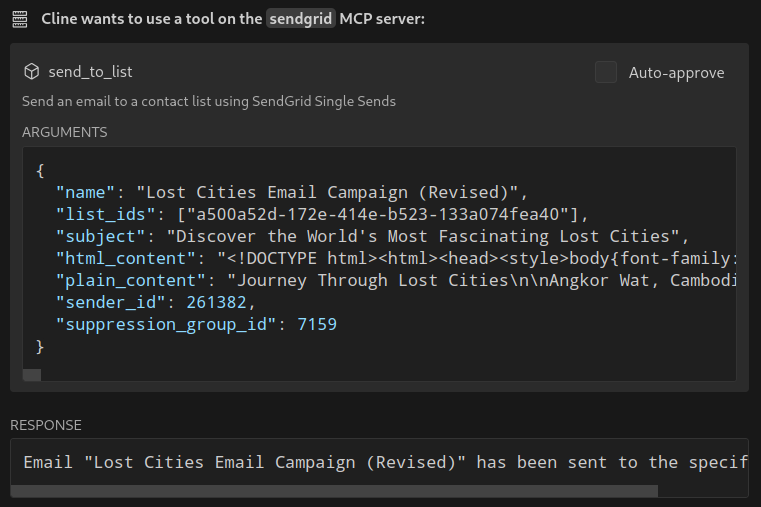 Cline wants to use a tool on the sendgrid MCP server:
send_to_list
Auto-approve
Send an email to a contact list using SendGrid Single Sends
ARGUMENTS
{
"name": "Lost Cities Email Campaign (Revised)",
"list_ids": ["a500a52d-172e-414e-b523-133a074fea40"],
"subject": "Discover the World's Most Fascinating Lost Cities",
"html_content": "<!DOCTYPE html><html><head><style>body{font-family:
"plain_content": "Journey Through Lost Cities\n\nAngkor Wat, Cambodi
"sender_id": 261382,
"suppression_group_id": 7159
}
RESPONSE
Email "Lost Cities Email Campaign (Revised)" has been sent to the specif